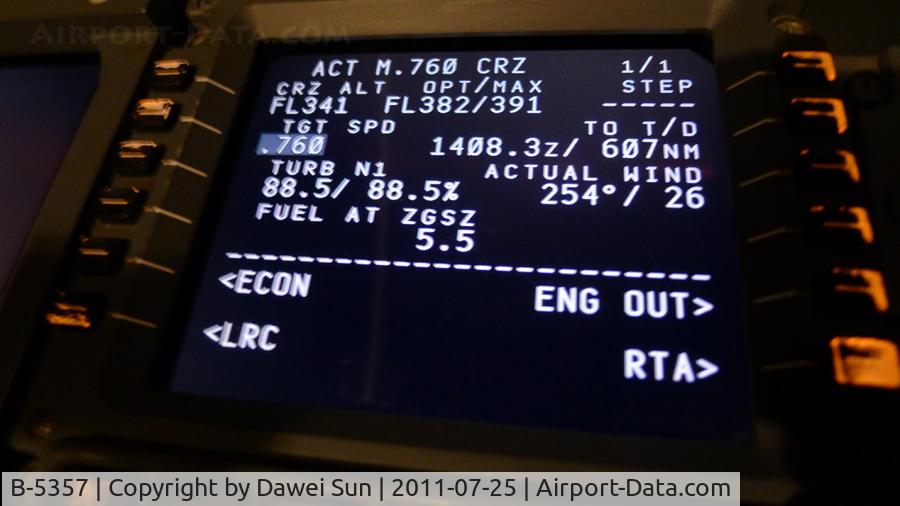 AIRPORT-DATA.COM
ACT M.760 CRZ 1/1
CRZ ALT OPT/MAX STEP
FL341 FL382/391 -----
TGT SPD TO T/D
.760 1408.3z/ 607NM
TURB N1 ACTUAL WIND
88.5/ 88.5% 254°/ 26
FUEL AT ZGSZ
5.5
------------------------
<ECON
ENG OUT>
<LRC
RTA>
B-5357 | Copyright by Dawei Sun | 2011-07-25 | Airport-Data.com